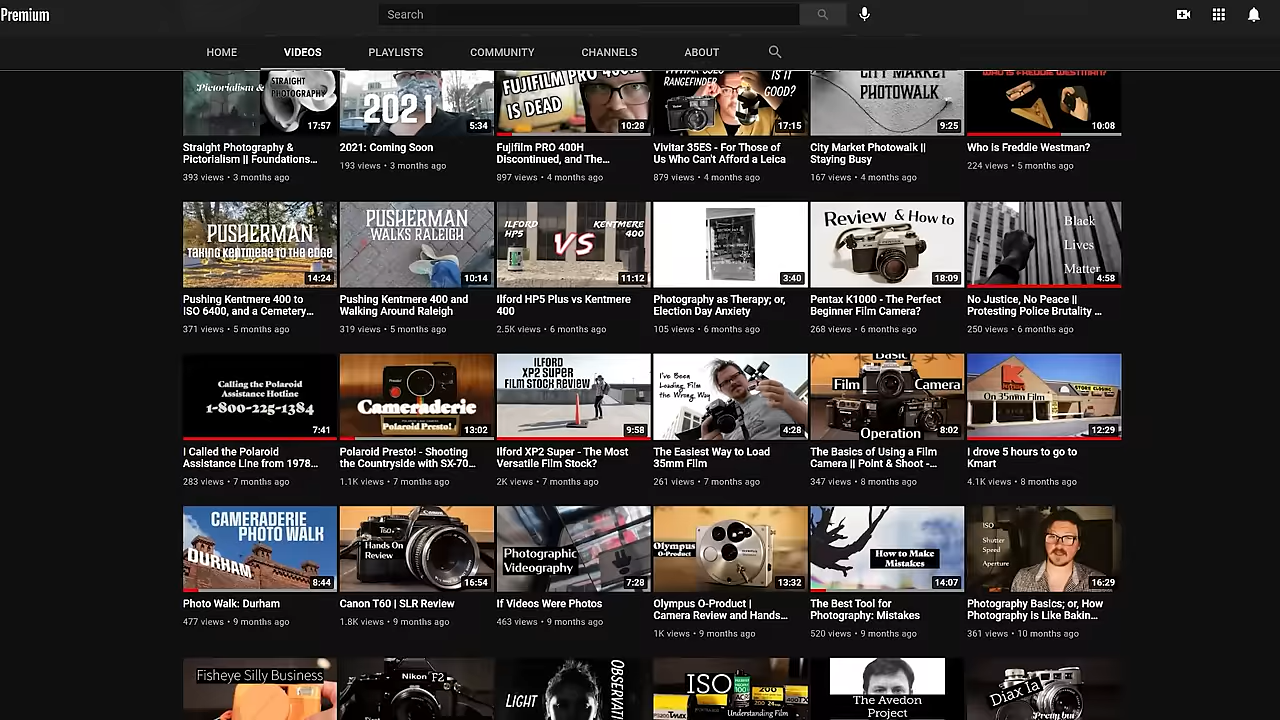 Premium
Search
HOME VIDEOS PLAYLISTS COMMUNITY CHANNELS ABOUT
Pictorialism & STRAIGHT PHOTOGRAPHY 17:57
2021 5:34
FUJIFILM PRO 400H IS DEAD 10:28
VIVITAR 35ES RANGEFINDER IS IT GOOD? 17:15
CITY MARKET PHOTOWALK 9:25
WHO IS FREDDIE WESTMAN? 10:08
Straight Photography & Pictorialism || Foundations...
393 views • 3 months ago
2021: Coming Soon
193 views • 3 months ago
Fujifilm PRO 400H Discontinued, and The...
897 views • 4 months ago
Vivitar 35ES - For Those of Us Who Can't Afford a Leica
879 views • 4 months ago
City Market Photowalk || Staying Busy
167 views • 4 months ago
Who Is Freddie Westman?
224 views • 5 months ago
PUSHERMAN TAKING KENTMERE TO THE EDGE 14:24
PUSHERMAN WALKS RALEIGH 10:14
ILFORD HP5 VS KENTMERE 400 11:12
3:40
Review & How to 18:09
Black Lives Matter 4:58
Pushing Kentmere 400 to ISO 6400, and a Cemetery...
371 views • 5 months ago
Pushing Kentmere 400 and Walking Around Raleigh
319 views • 5 months ago
Ilford HP5 Plus vs Kentmere 400
2.5K views • 6 months ago
Photography as Therapy; or, Election Day Anxiety
105 views • 6 months ago
Pentax K1000 - The Perfect Beginner Film Camera?
268 views • 6 months ago
No Justice, No Peace || Protesting Police Brutality ...
250 views • 6 months ago
Calling the Polaroid Assistance Hotline 1-800-225-1384 7:41
Cameraderie Polaroid Presto! 13:02
ILFORD XP2 SUPER FILM STOCK REVIEW 9:58
I've Been Loading Film the Wrong Way 4:28
Basic Film Camera Operation 8:02
K On 35mm Film STORE CLOSING 12:29
I Called the Polaroid Assistance Line from 1978...
283 views • 7 months ago
Polaroid Presto! - Shooting the Countryside with SX-70...
1.1K views • 7 months ago
Ilford XP2 Super - The Most Versatile Film Stock?
2K views • 7 months ago
The Easiest Way to Load 35mm Film
261 views • 7 months ago
The Basics of Using a Film Camera || Point & Shoot -...
347 views • 8 months ago
I drove 5 hours to go to Kmart
4.1K views • 8 months ago
CAMERADERIE PHOTO WALK DURHAM 8:44
Canon T60 Hands On Review 16:54
Photographic Videography 7:28
Olympus O-Product 13:32
How to Make Mistakes 14:07
ISO Shutter Speed Aperture 16:29
Photo Walk: Durham
477 views • 9 months ago
Canon T60 | SLR Review
1.8K views • 9 months ago
If Videos Were Photos
463 views • 9 months ago
Olympus O-Product | Camera Review and Hands...
1K views • 9 months ago
The Best Tool for Photography: Mistakes
520 views • 9 months ago
Photography Basics; or, How Photography Is Like Bakin...
361 views • 10 months ago
Fisheye Silly Business
Nikon F2
LIGHT OBSERVATI
ISO Understanding Film
The Avedon Project
Diax Ia Pretty but